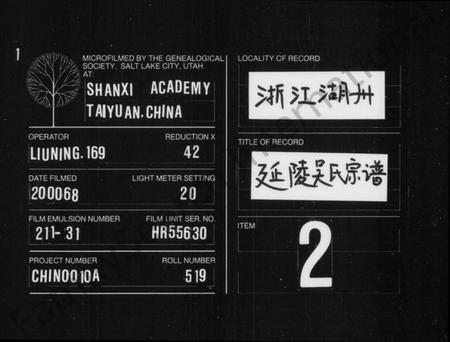 1
MICROFILMED BY THE GENEALOGICAL
SOCIETY, SALT LAKE CITY, UTAH
AT:
SHANXI ACADEMY
TAIYUAN.CHINA
OPERATOR REDUCTION X
LIUNING.169 42
DATE FILMED LIGHT METER SETTING
200068 20
FILM EMULSION NUMBER FILM UNIT SER. NO.
211-31 HR55630
PROJECT NUMBER ROLL NUMBER
CHIN0010A 519
LOCALITY OF RECORD
浙江湖州
TITLE OF RECORD
延陵吴氏宗谱
ITEM
2